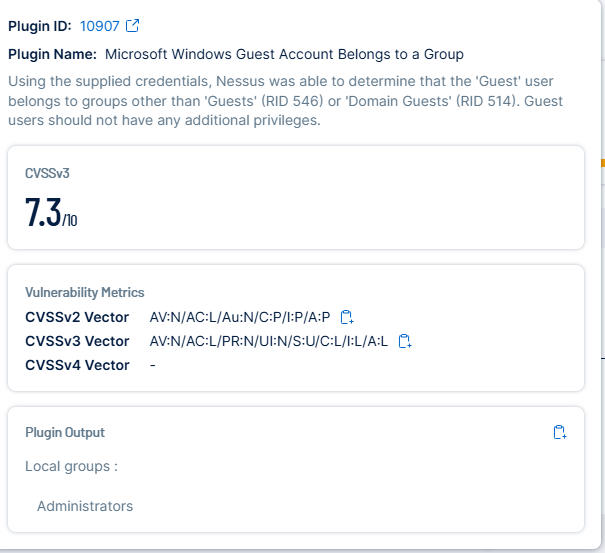 Plugin ID: 10907
Plugin Name: Microsoft Windows Guest Account Belongs to a Group
Using the supplied credentials, Nessus was able to determine that the 'Guest' user
belongs to groups other than 'Guests' (RID 546) or 'Domain Guests' (RID 514). Guest
users should not have any additional privileges.
CVSSv3
7.3/10
Vulnerability Metrics
CVSSv2 Vector AV:N/AC:L/Au:N/C:P/I:P/A:P
CVSSv3 Vector AV:N/AC:L/PR:N/UI:N/S:U/C:L/I:L/A:L
CVSSv4 Vector -
Plugin Output
Local groups :
Administrators